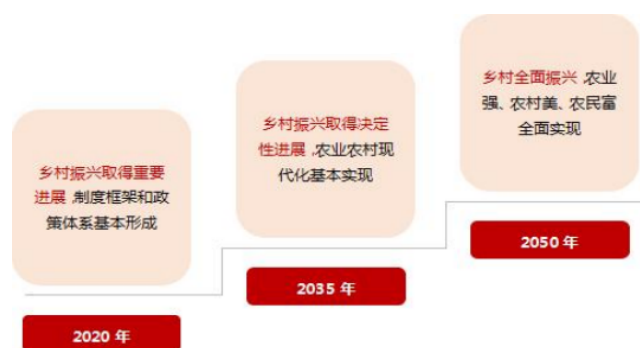 乡村振兴取得重要
进展,制度框架和政
策体系基本形成
2020 年
乡村振兴取得决定
性进展,农业农村现
代化基本实现
2035 年
乡村全面振兴,农业
强、农村美、农民富
全面实现
2050 年